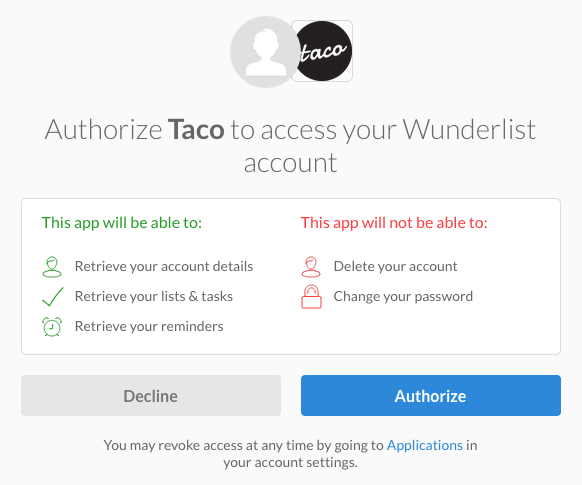 taco
Authorize Taco to access your Wunderlist
account
This app will be able to:
Retrieve your account details
Retrieve your lists & tasks
Retrieve your reminders
This app will not be able to:
Delete your account
Change your password
Decline
Authorize
You may revoke access at any time by going to Applications in
your account settings.